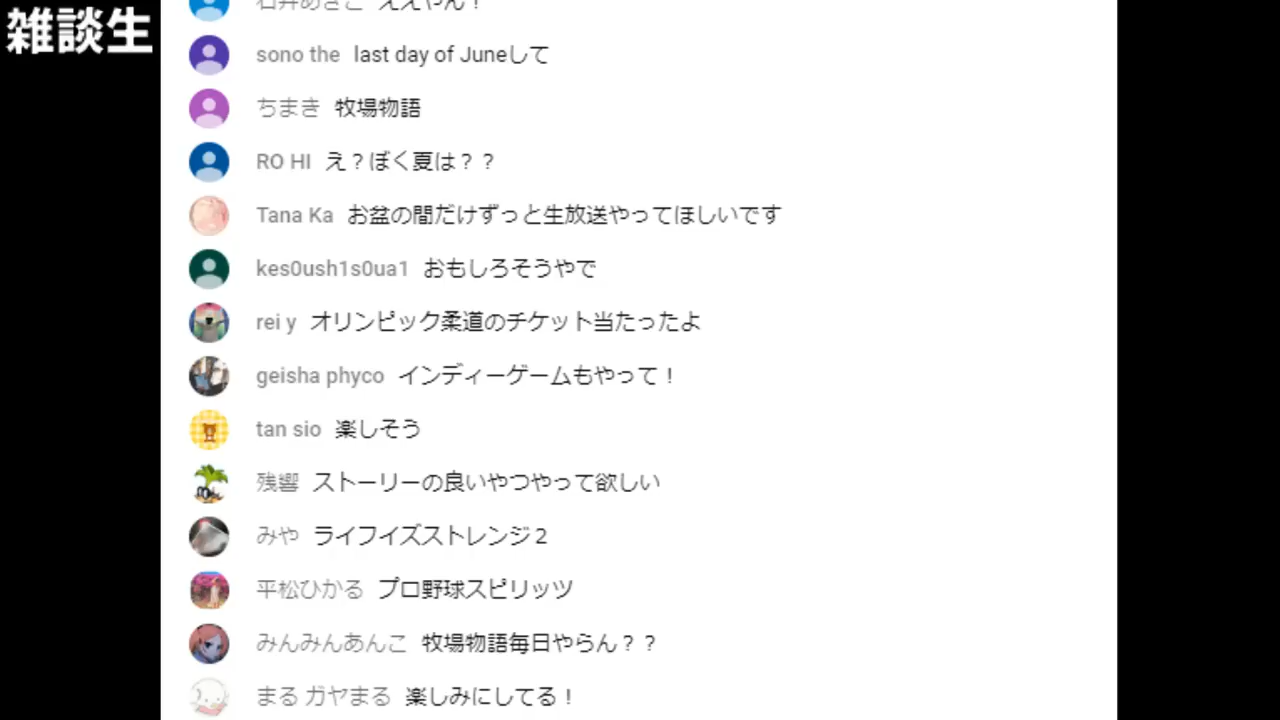 雑談生
石井あきこ ええやん！
sono the last day of Juneして
ちまき 牧場物語
RO HI え？ぼく夏は？？
Tana Ka お盆の間だけずっと生放送やってほしいです
kes0ush1s0ua1 おもしろそうやで
rei y オリンピック柔道のチケット当たったよ
geisha phyco インディーゲームもやって！
tan sio 楽しそう
残響 ストーリーの良いやつやって欲しい
みや ライフイズストレンジ２
平松ひかる プロ野球スピリッツ
みんみんあんこ 牧場物語毎日やらん？？
まる ガヤまる 楽しみにしてる！